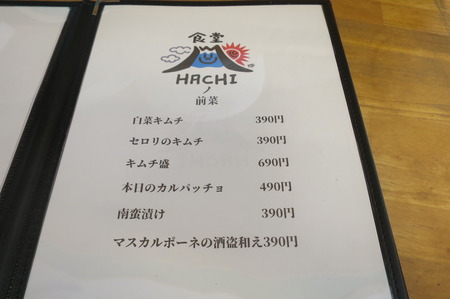 食堂
HACHI
ノ
前菜
白菜キムチ 390円
セロリのキムチ 390円
キムチ盛 690円
本日のカルパッチョ 490円
南蛮漬け 390円
マスカルポーネの酒盗和え390円